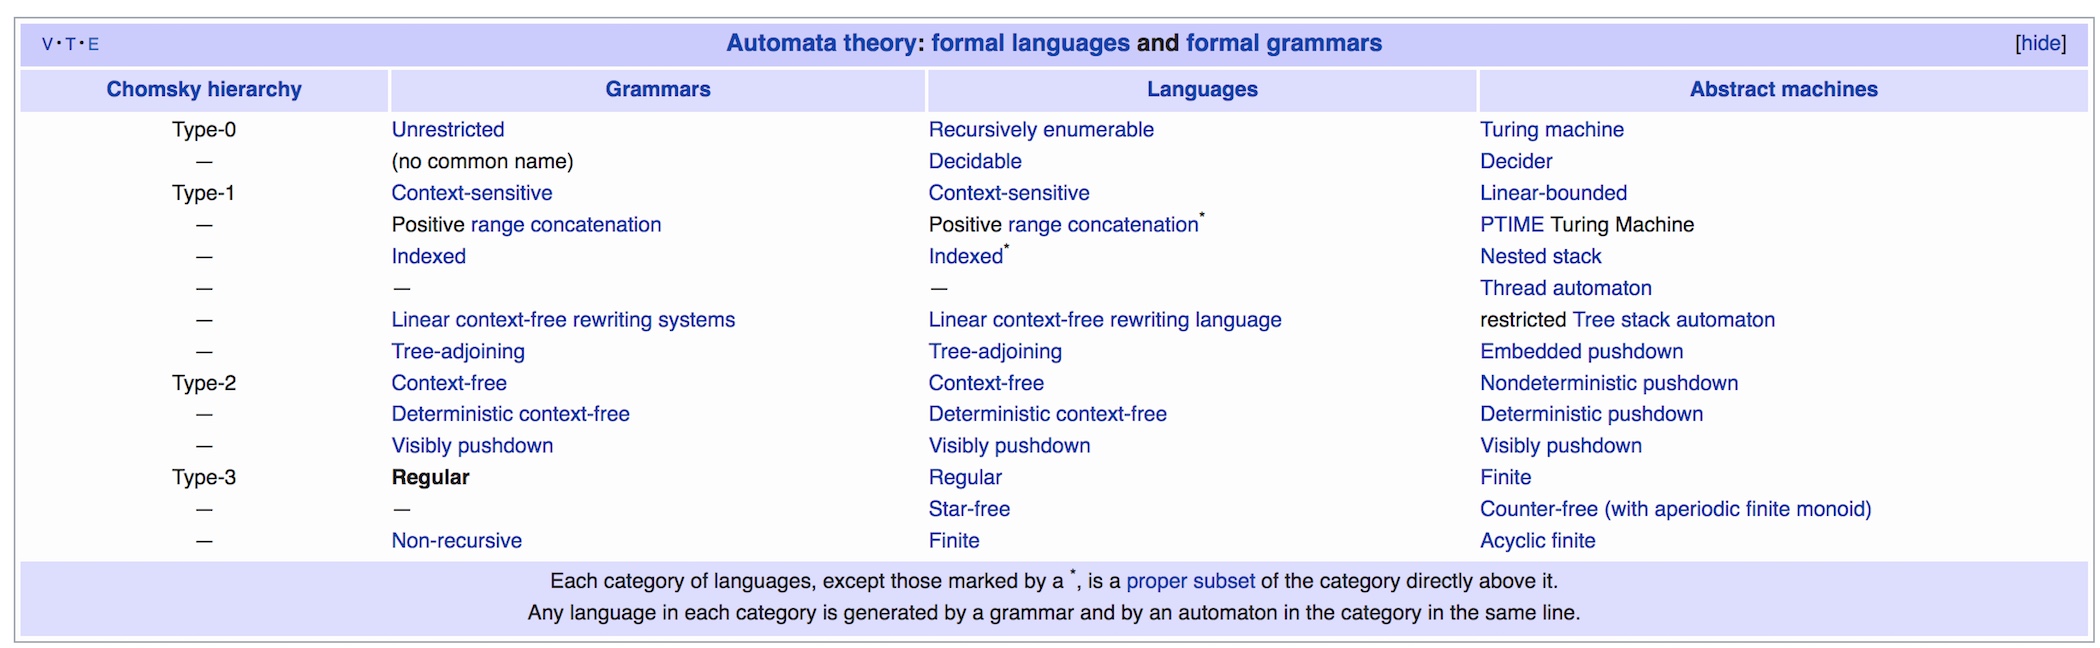 V·T·E Automata theory: formal languages and formal grammars [hide]
Chomsky hierarchy Grammars Languages Abstract machines
Type-0 Unrestricted Recursively enumerable Turing machine
— (no common name) Decidable Decider
Type-1 Context-sensitive Context-sensitive Linear-bounded
— Positive range concatenation Positive range concatenation* PTIME Turing Machine
— Indexed Indexed* Nested stack
— — — Thread automaton
— Linear context-free rewriting systems Linear context-free rewriting language restricted Tree stack automaton
— Tree-adjoining Tree-adjoining Embedded pushdown
Type-2 Context-free Context-free Nondeterministic pushdown
— Deterministic context-free Deterministic context-free Deterministic pushdown
— Visibly pushdown Visibly pushdown Visibly pushdown
Type-3 Regular Regular Finite
— — Star-free Counter-free (with aperiodic finite monoid)
— Non-recursive Finite Acyclic finite
Each category of languages, except those marked by a *, is a proper subset of the category directly above it.
Any language in each category is generated by a grammar and by an automaton in the category in the same line.